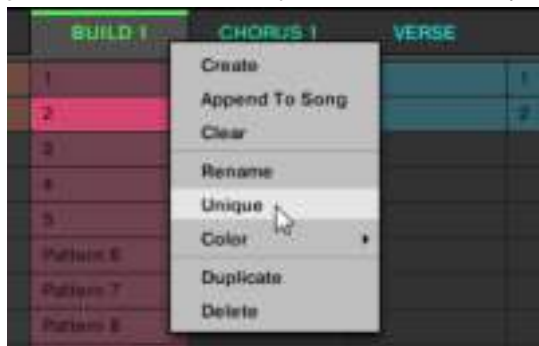 BUILD 1 CHORUS 1 VERSE
1
2
3
4
5
Pattern 6
Pattern 7
Pattern 8
Create
Append To Song
Clear
Rename
Unique
Color
Duplicate
Delete
1
2